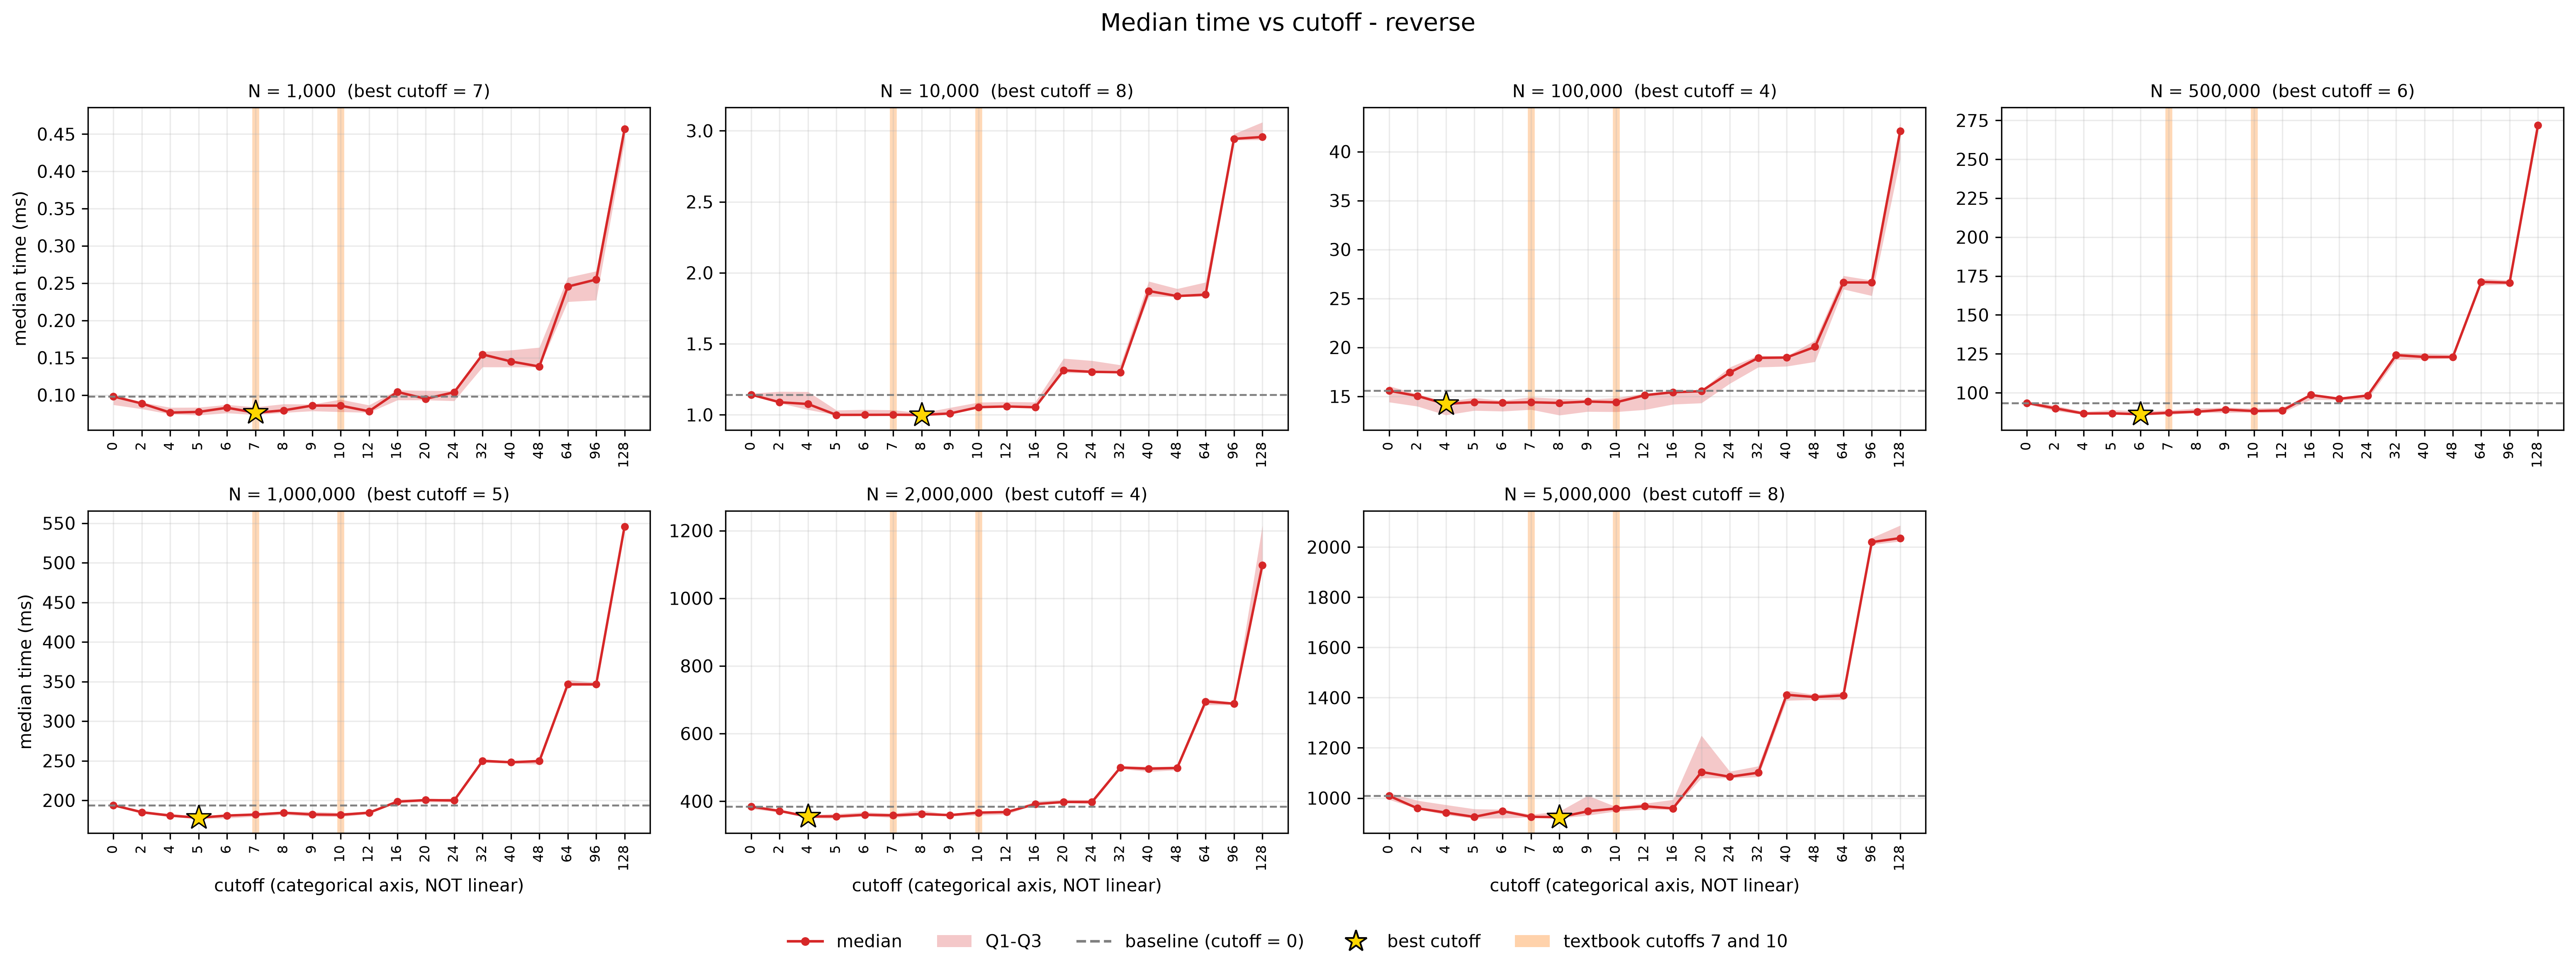 Median time vs cutoff - reverse
N = 1,000  (best cutoff = 7)
median time (ms)
0.45
0.40
0.35
0.30
0.25
0.20
0.15
0.10
0 2 4 5 6 7 8 9 10 12 16 20 24 32 40 48 64 96 128
N = 10,000  (best cutoff = 8)
3.0
2.5
2.0
1.5
1.0
0 2 4 5 6 7 8 9 10 12 16 20 24 32 40 48 64 96 128
N = 100,000  (best cutoff = 4)
40
35
30
25
20
15
0 2 4 5 6 7 8 9 10 12 16 20 24 32 40 48 64 96 128
N = 500,000  (best cutoff = 6)
275
250
225
200
175
150
125
100
0 2 4 5 6 7 8 9 10 12 16 20 24 32 40 48 64 96 128
N = 1,000,000  (best cutoff = 5)
median time (ms)
550
500
450
400
350
300
250
200
0 2 4 5 6 7 8 9 10 12 16 20 24 32 40 48 64 96 128
cutoff (categorical axis, NOT linear)
N = 2,000,000  (best cutoff = 4)
1200
1000
800
600
400
0 2 4 5 6 7 8 9 10 12 16 20 24 32 40 48 64 96 128
cutoff (categorical axis, NOT linear)
N = 5,000,000  (best cutoff = 8)
2000
1800
1600
1400
1200
1000
0 2 4 5 6 7 8 9 10 12 16 20 24 32 40 48 64 96 128
cutoff (categorical axis, NOT linear)
median
Q1-Q3
baseline (cutoff = 0)
best cutoff
textbook cutoffs 7 and 10